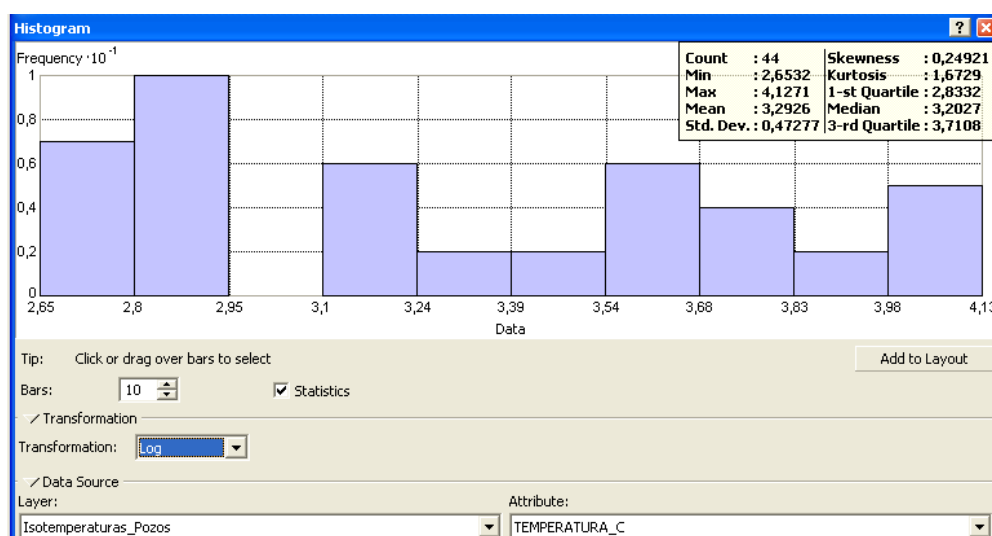 Histogram
Frequency ·10⁻¹
Count : 44 Skewness : 0,24921
Min : 2,6532 Kurtosis : 1,6729
Max : 4,1271 1-st Quartile : 2,8332
Mean : 3,2926 Median : 3,2027
Std. Dev. : 0,47277 3-rd Quartile : 3,7108
1
0,8
0,6
0,4
0,2
0
2,65 2,8 2,95 3,1 3,24 3,39 3,54 3,68 3,83 3,98 4,13
Data
Tip: Click or drag over bars to select
Add to Layout
Bars: 10 Statistics
Transformation
Transformation: Log
Data Source
Layer: Attribute:
Isotemperaturas_Pozos TEMPERATURA_C